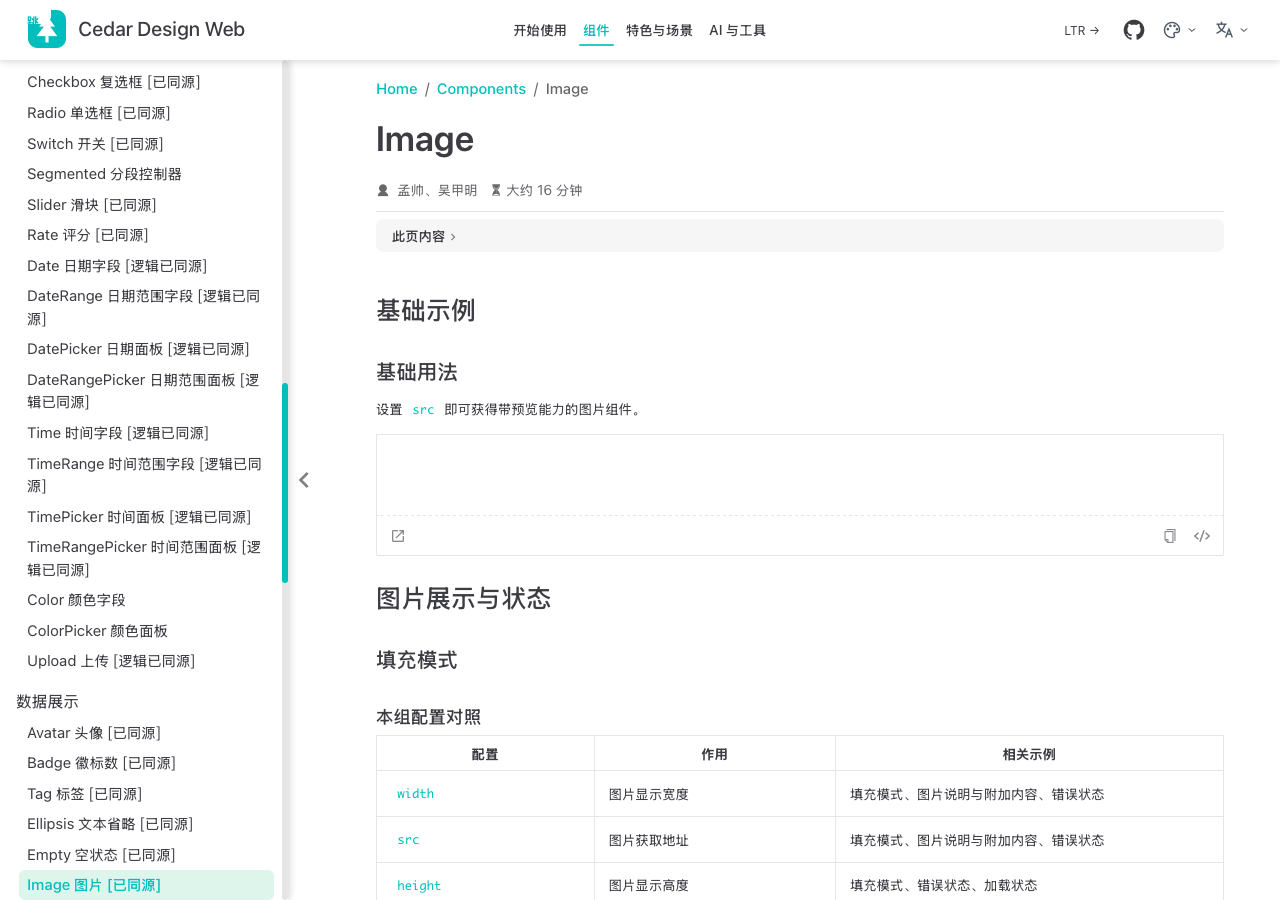 跳
Cedar Design Web
开始使用 组件 特色与场景 AI 与工具
LTR →
Checkbox 复选框 [已同源]
Radio 单选框 [已同源]
Switch 开关 [已同源]
Segmented 分段控制器
Slider 滑块 [已同源]
Rate 评分 [已同源]
Date 日期字段 [逻辑已同源]
DateRange 日期范围字段 [逻辑已同
源]
DatePicker 日期面板 [逻辑已同源]
DateRangePicker 日期范围面板 [逻
辑已同源]
Time 时间字段 [逻辑已同源]
TimeRange 时间范围字段 [逻辑已同
源]
TimePicker 时间面板 [逻辑已同源]
TimeRangePicker 时间范围面板 [逻
辑已同源]
Color 颜色字段
ColorPicker 颜色面板
Upload 上传 [逻辑已同源]
数据展示
Avatar 头像 [已同源]
Badge 徽标数 [已同源]
Tag 标签 [已同源]
Ellipsis 文本省略 [已同源]
Empty 空状态 [已同源]
Image 图片 [已同源]
Home / Components / Image
Image
孟帅、吴甲明 大约 16 分钟
此页内容 ›
基础示例
基础用法
设置 src 即可获得带预览能力的图片组件。
图片展示与状态
填充模式
本组配置对照
配置 作用 相关示例
width 图片显示宽度 填充模式、图片说明与附加内容、错误状态
src 图片获取地址 填充模式、图片说明与附加内容、错误状态
height 图片显示高度 填充模式、错误状态、加载状态